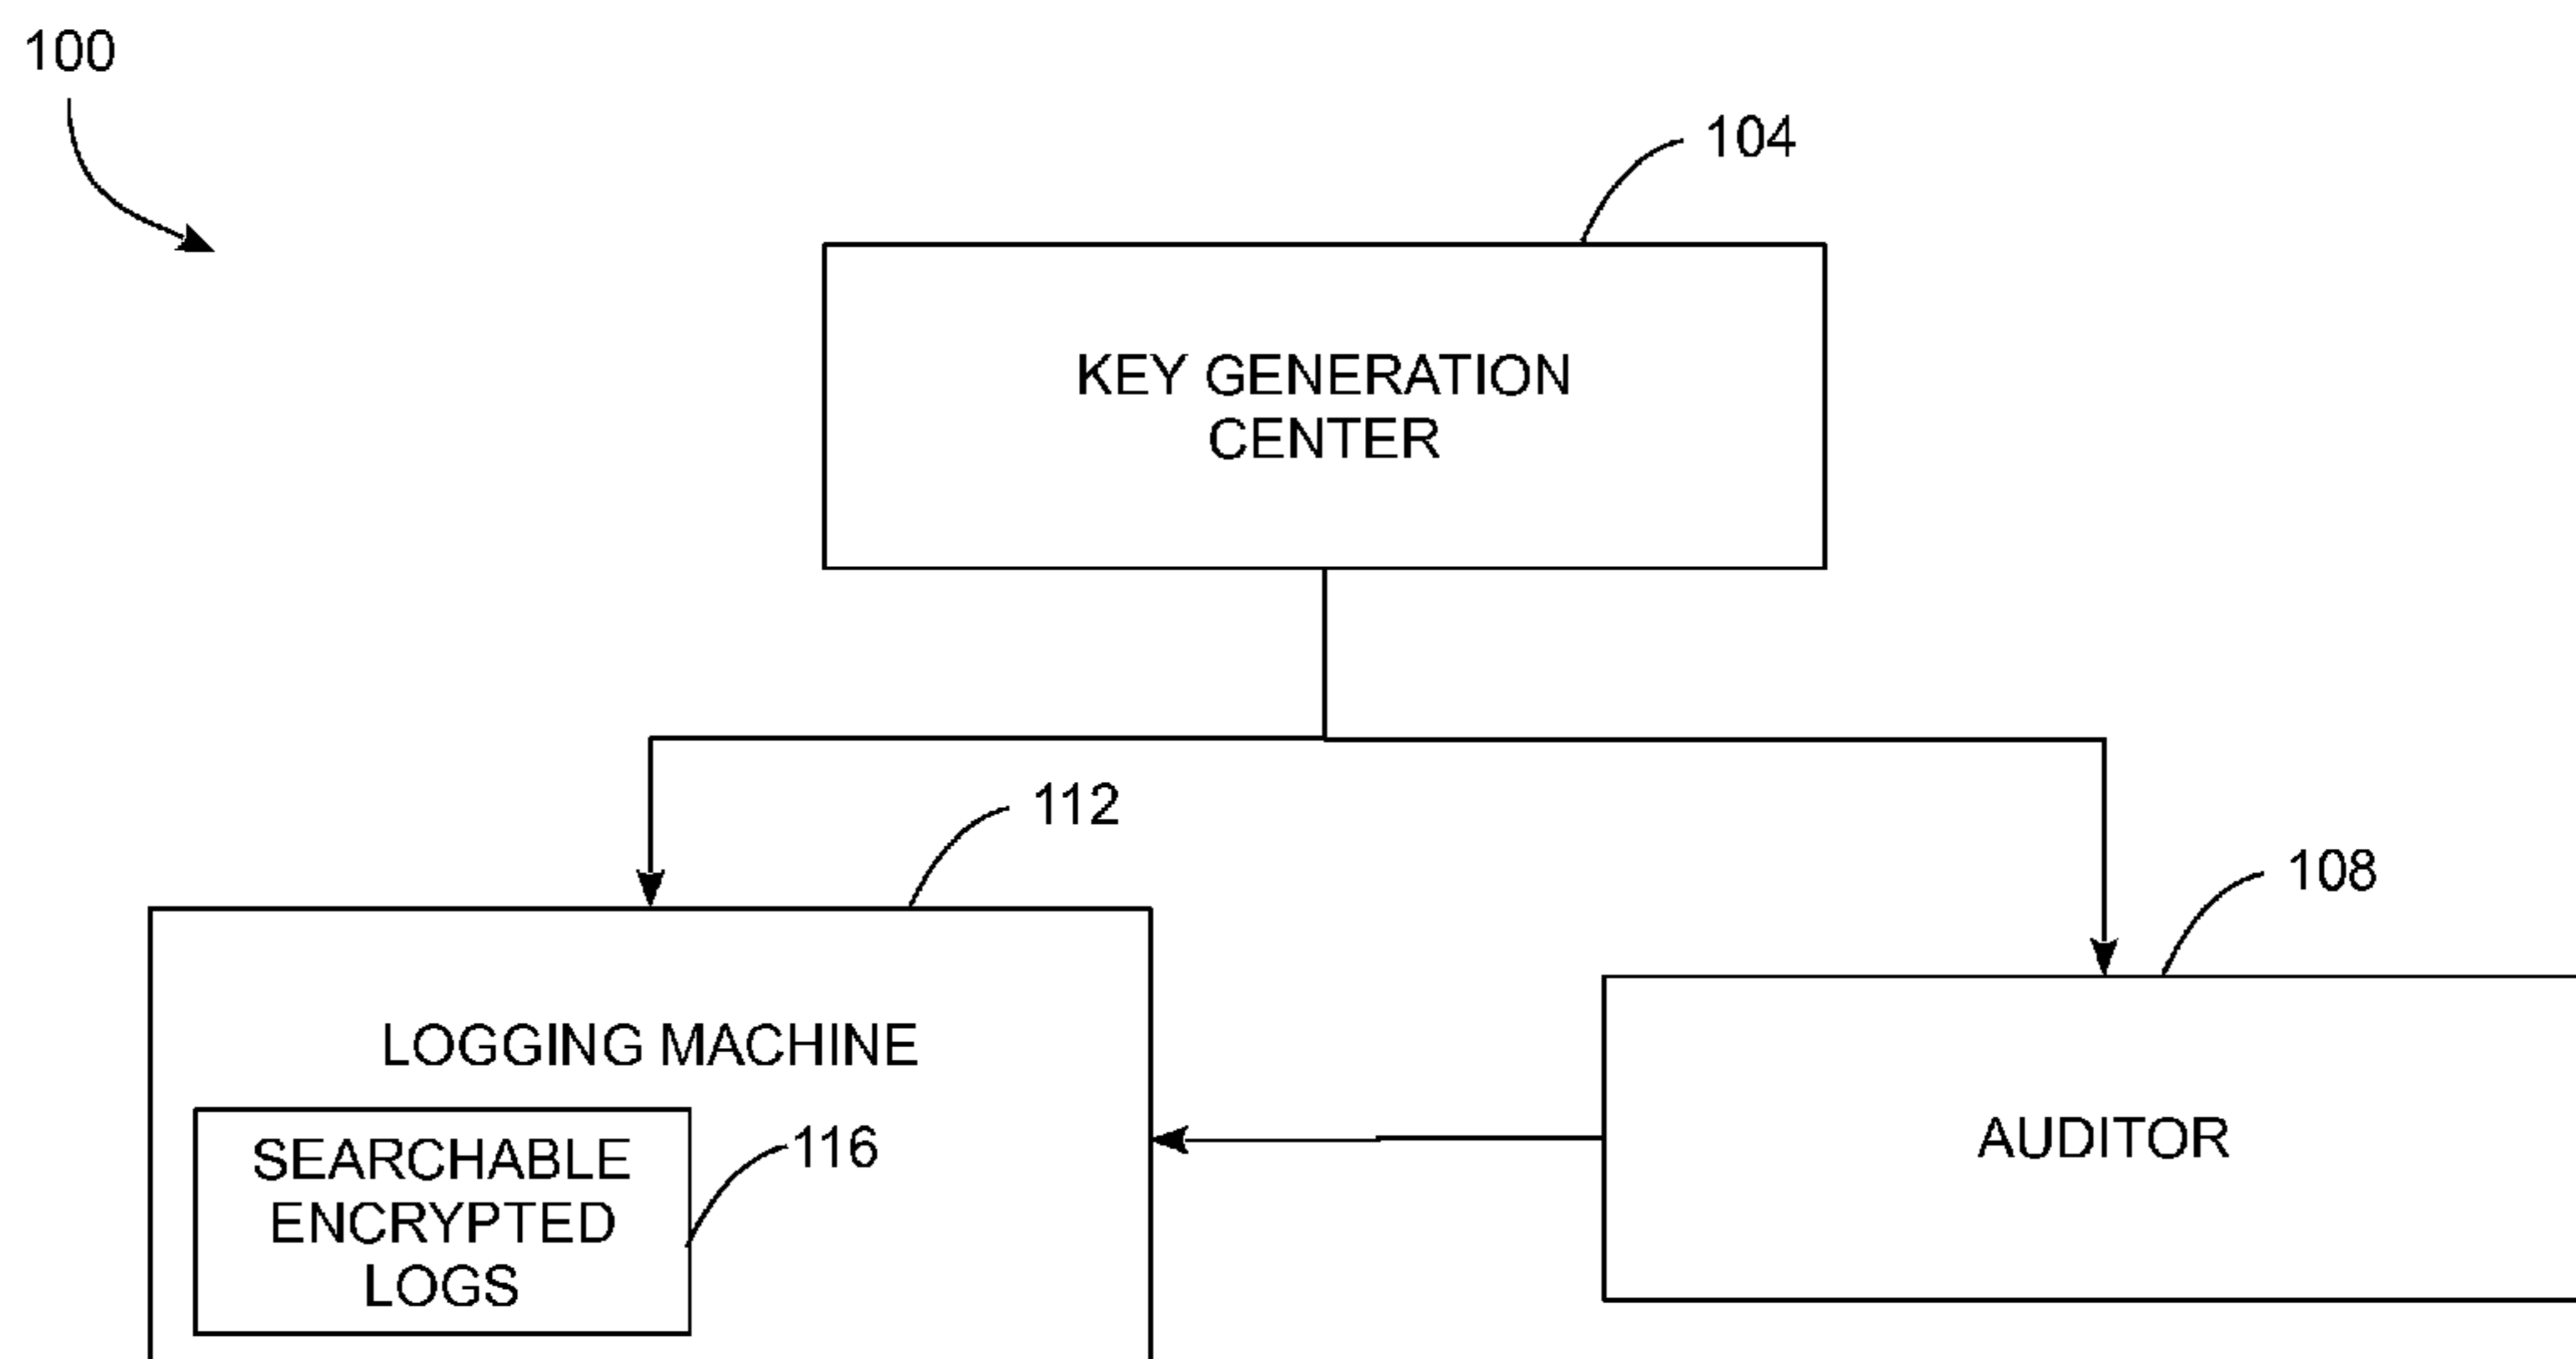 100
104
KEY GENERATION
CENTER
112
108
LOGGING MACHINE
AUDITOR
116
SEARCHABLE
ENCRYPTED
LOGS